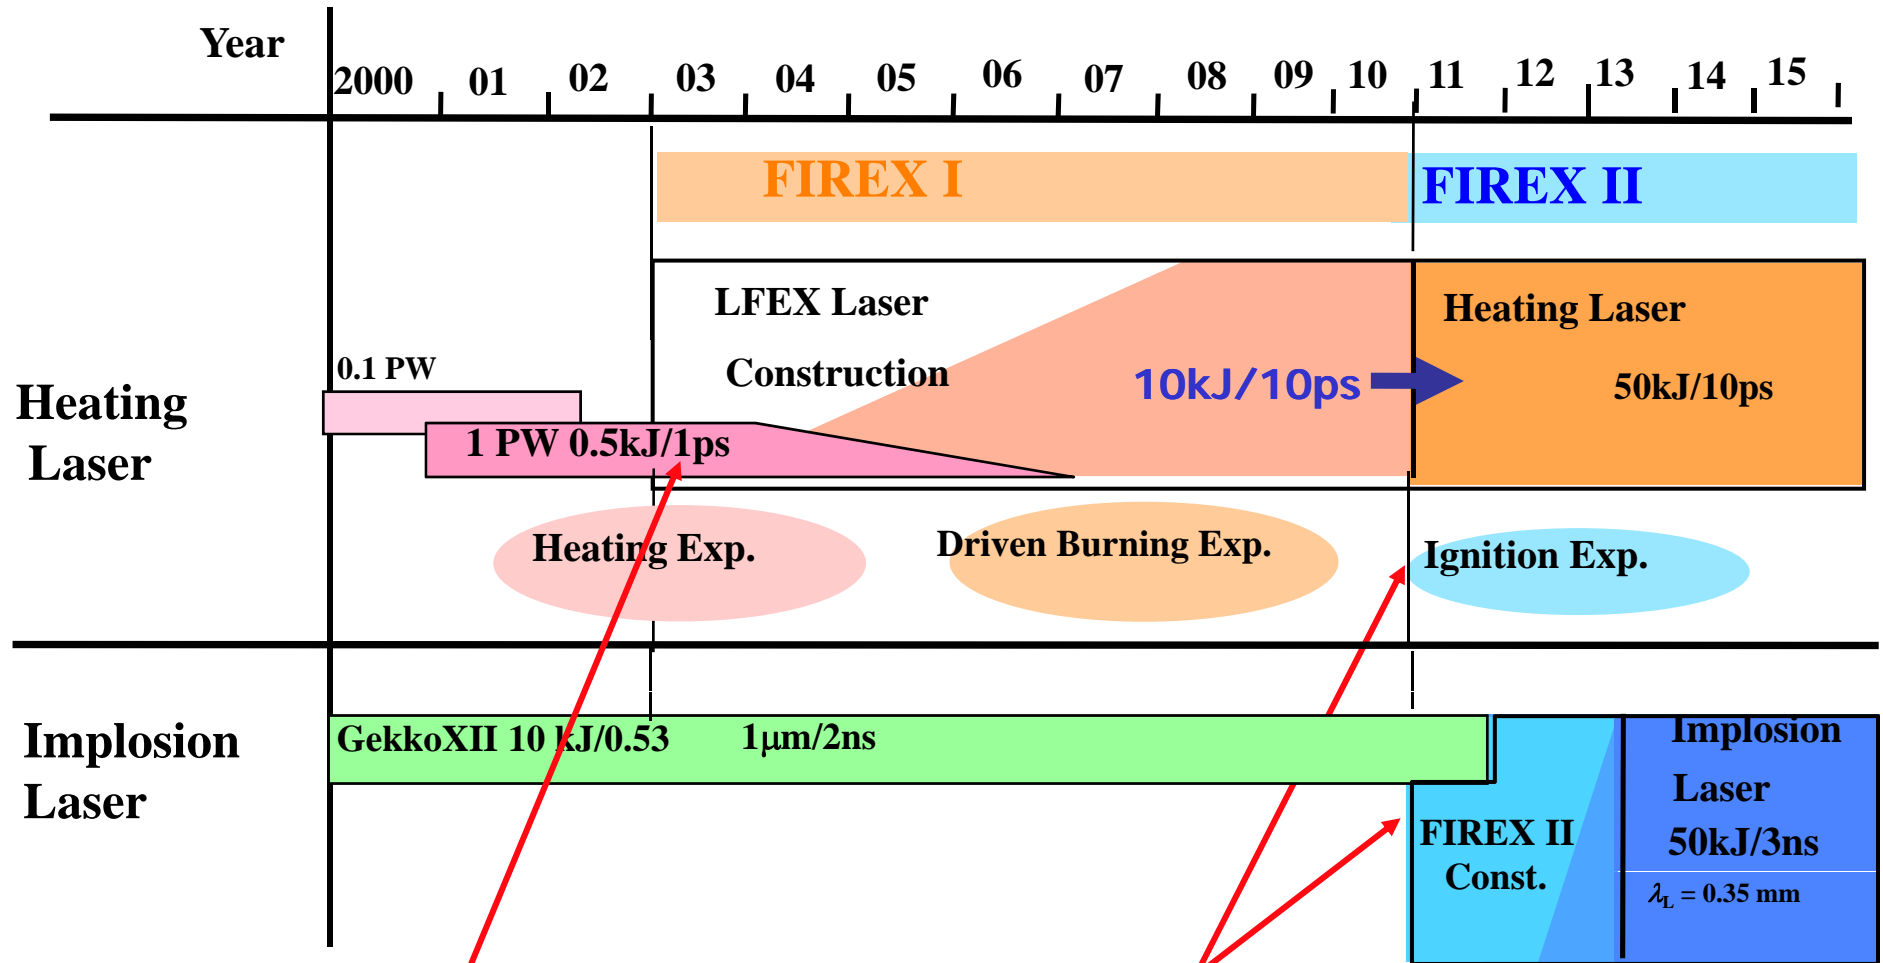 Year
2000 01 02 03 04 05 06 07 08 09 10 11 12 13 14 15
FIREX I
FIREX II
LFEX Laser
Construction
Heating Laser
10kJ/10ps
50kJ/10ps
0.1 PW
Heating
Laser
1 PW 0.5kJ/1ps
Heating Exp.
Driven Burning Exp.
Ignition Exp.
Implosion
Laser
GekkoXII 10 kJ/0.53 1μm/2ns
FIREX II
Const.
Implosion
Laser
50kJ/3ns
λL = 0.35 mm